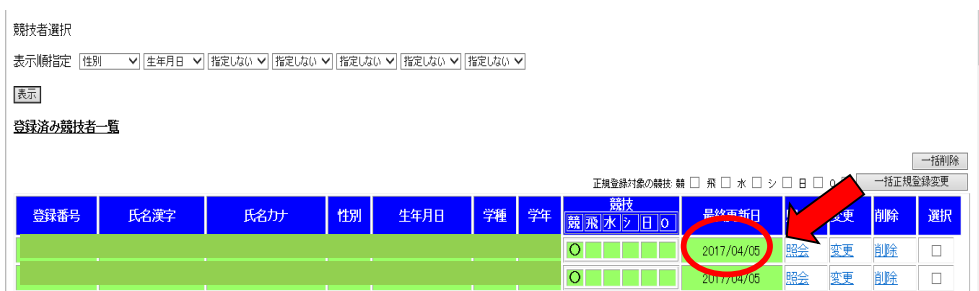 競技者選択
表示順指定 性別 生年月日 指定しない 指定しない 指定しない 指定しない 指定しない
表示
登録済み競技者一覧
一括削除
正規登録対象の競技: 競 □ 飛 □ 水 □ シ □ 日 □ O 一括正規登録変更
登録番号 氏名漢字 氏名カナ 性別 生年月日 学種 学年 競技 最終更新日 変更 削除 選択
競 飛 水 シ 日 O
O 2017/04/05 照会 変更 削除 □
O 2017/04/05 照会 変更 削除 □